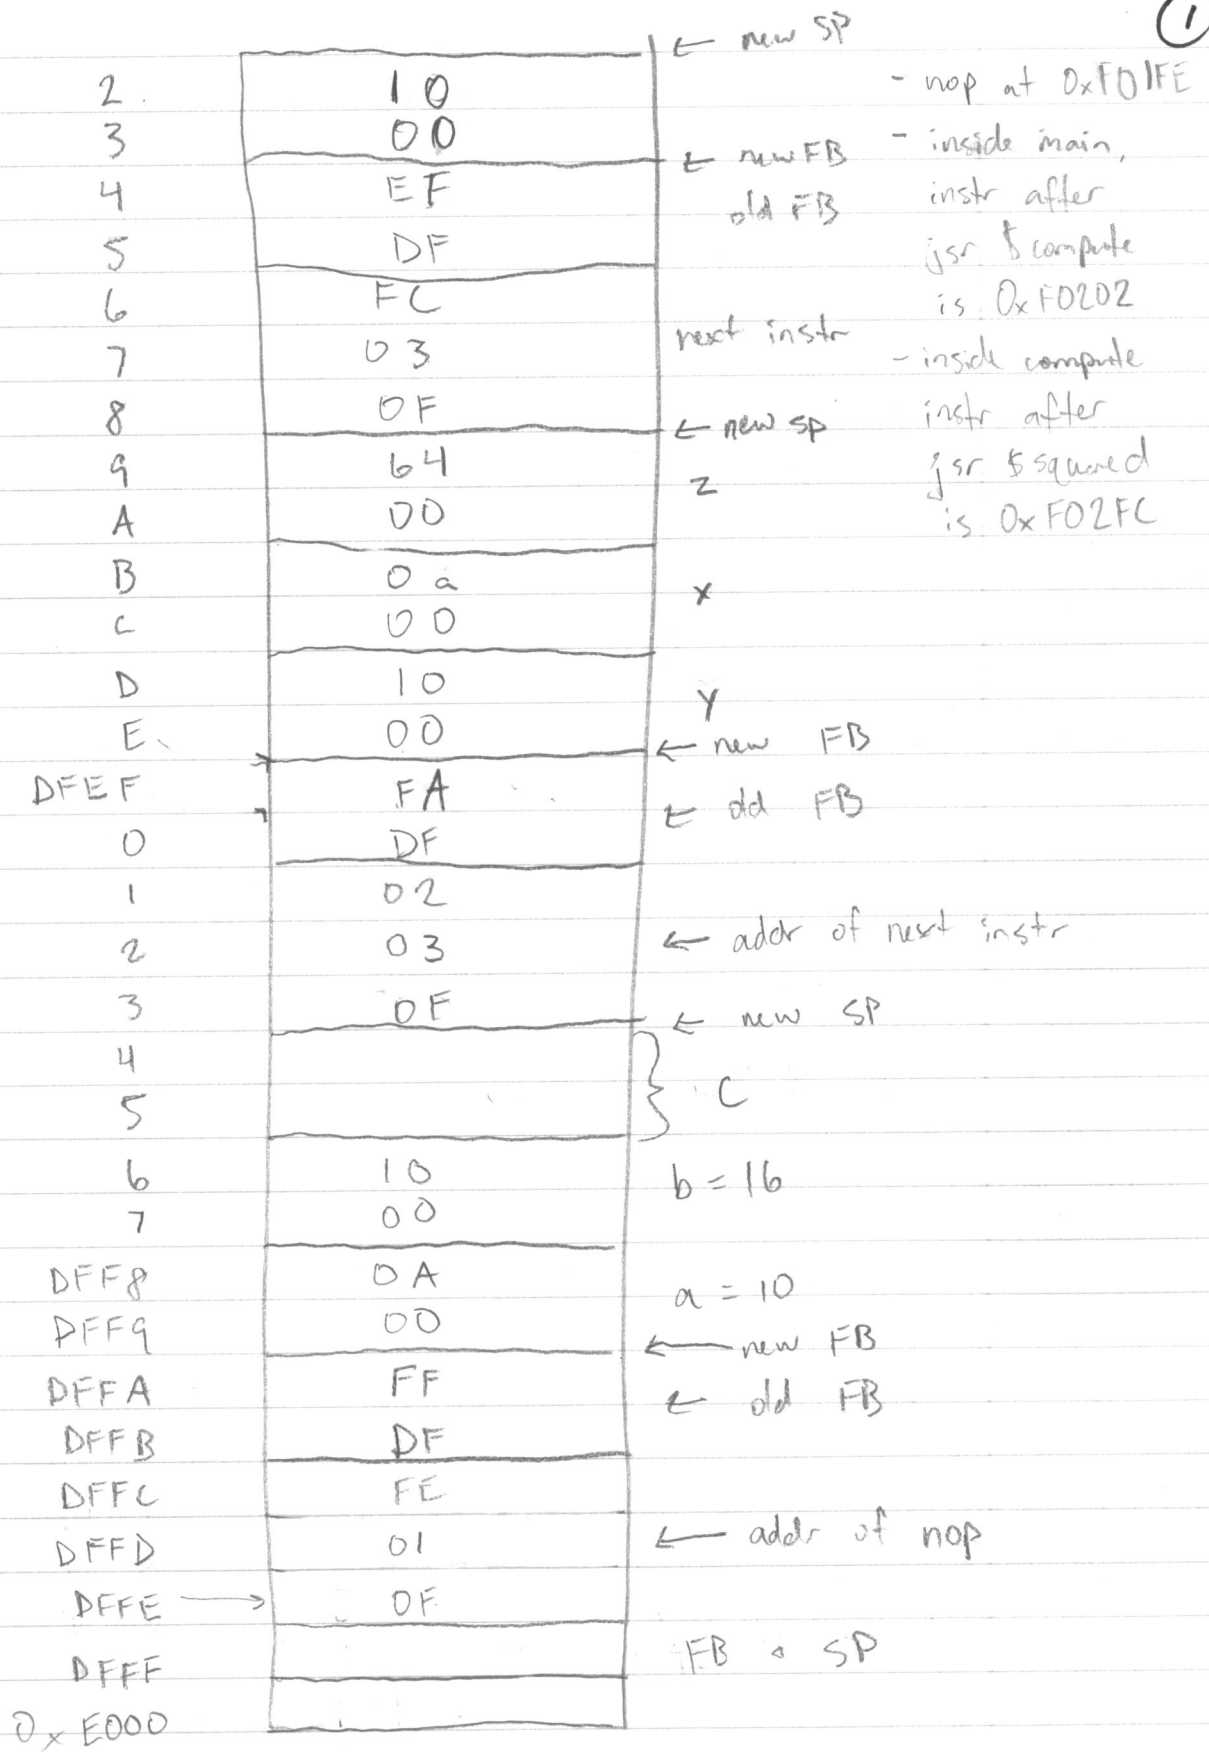 ← new SP ①
2 10 - nop at 0xF01FE
3 00 ← new FB - inside main,
4 EF old FB instr after
5 DF jsr $compute
6 FC is 0xF0202
7 03 next instr - inside compute
8 0F ← new sp instr after
9 64 z jsr $squared
A 00 is 0xF02FC
B 0a x
C 00
D 10 Y
E 00 ← new FB
DFEF FA ← old FB
0 DF
1 02
2 03 ← addr of next instr
3 0F ← new SP
4
5 } C
6 10 b = 16
7 00
DFF8 0A a = 10
DFF9 00 ← new FB
DFFA FF ← old FB
DFFB DF
DFFC FE
DFFD 01 ← addr of nop
DFFE → 0F
DFFF FB & SP
0xE000